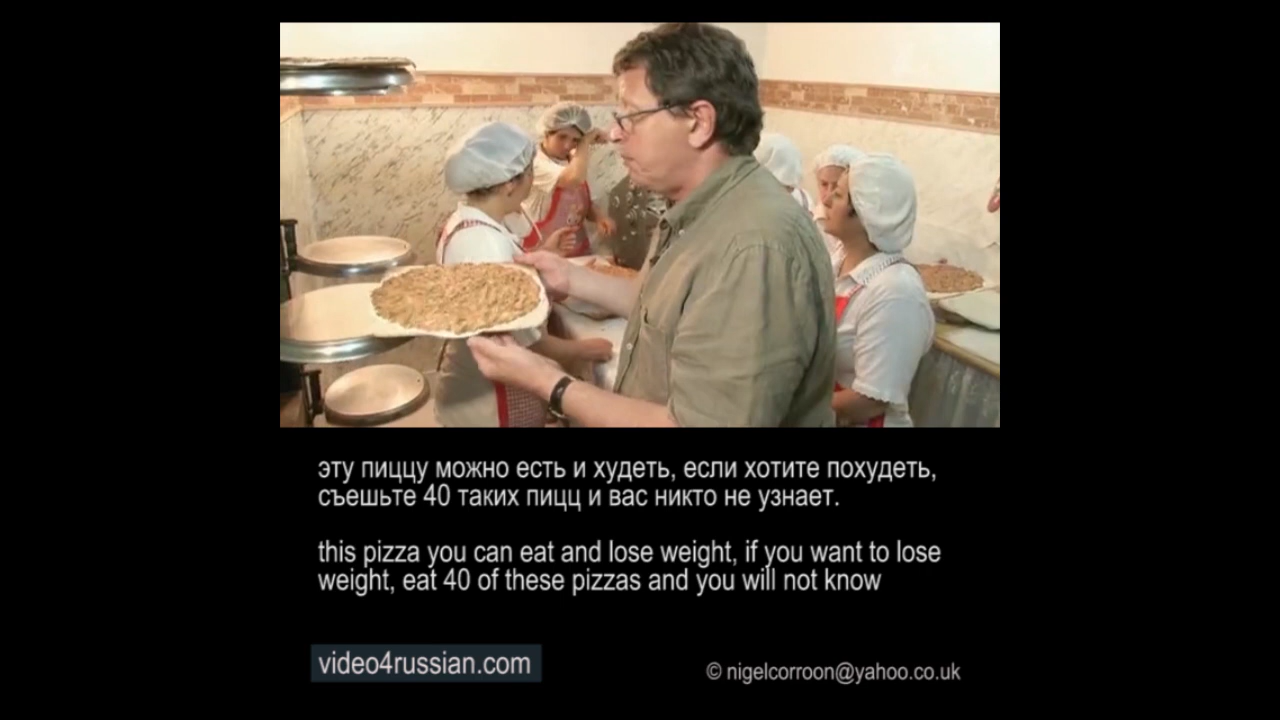 эту пиццу можно есть и худеть, если хотите похудеть,
съешьте 40 таких пицц и вас никто не узнает.
this pizza you can eat and lose weight, if you want to lose
weight, eat 40 of these pizzas and you will not know
video4russian.com
© nigelcorroon@yahoo.co.uk